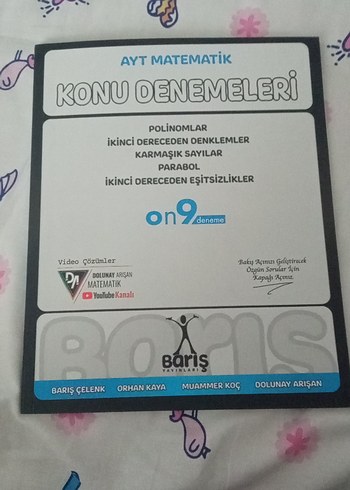 AYT MATEMATİK
KONU DENEMELERİ
POLİNOMLAR
İKİNCİ DERECEDEN DENKLEMLER
KARMAŞIK SAYILAR
PARABOL
İKİNCİ DERECEDEN EŞİTSİZLİKLER
on9 deneme
Video Çözümler
DOLUNAY ARIŞAN
MATEMATİK
YouTube Kanalı
Bakış Açınızı Geliştirecek
Özgün Sorular İçin
Kapağı Açınız
BARIŞ
Barış
YAYINLARI
BARIŞ ÇELENK ORHAN KAYA MUAMMER KOÇ DOLUNAY ARIŞAN